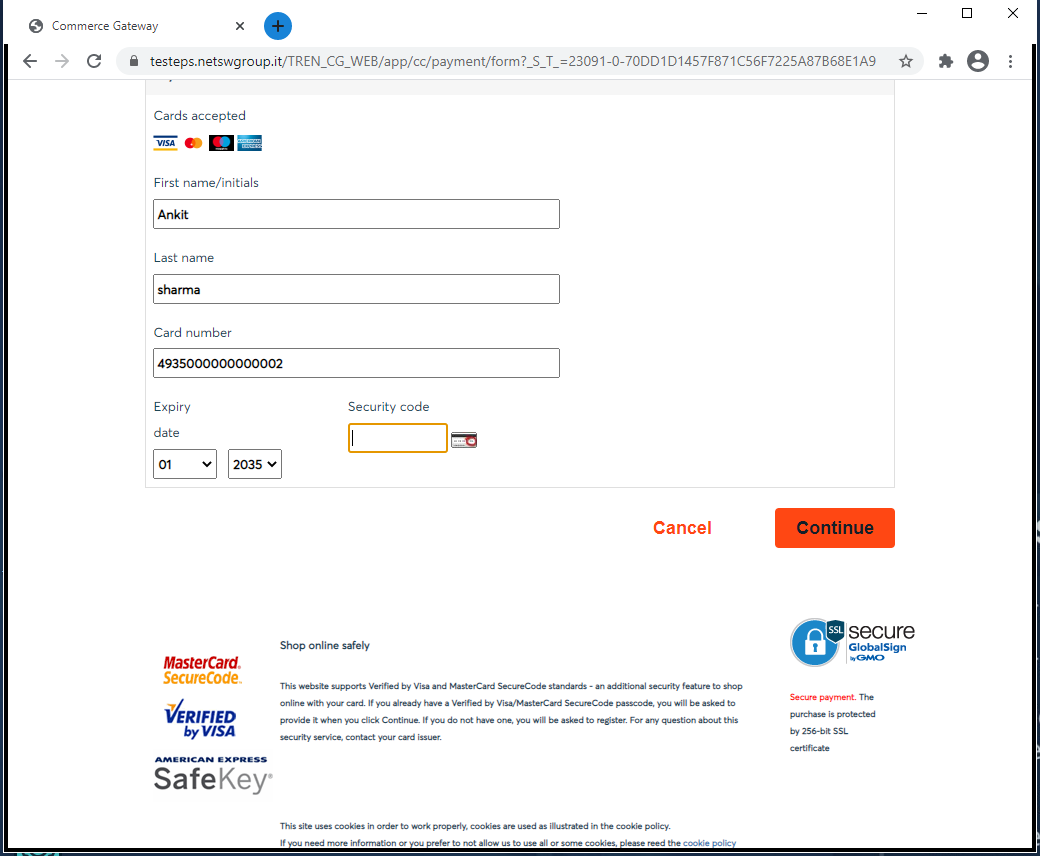 Commerce Gateway
testeps.netswgroup.it/TREN_CG_WEB/app/cc/payment/form?_S_T_=23091-0-70DD1D1457F871C56F7225A87B68E1A9
Cards accepted
VISA
First name/initials
Ankit
Last name
sharma
Card number
4935000000000002
Expiry
date
Security code
01
2035
Cancel
Continue
MasterCard.
SecureCode.
VERIFIED
by VISA
AMERICAN EXPRESS
SafeKey®
Shop online safely
This website supports Verified by Visa and MasterCard SecureCode standards - an additional security feature to shop
online with your card. If you already have a Verified by Visa/MasterCard SecureCode passcode, you will be asked to
provide it when you click Continue. If you do not have one, you will be asked to register. For any question about this
security service, contact your card issuer.
SSL
secure
GlobalSign
by GMO
Secure payment. The
purchase is protected
by 256-bit SSL
certificate
This site uses cookies in order to work properly, cookies are used as illustrated in the cookie policy.
If you need more information or you prefer to not allow us to use all or some cookies, please reed the cookie policy